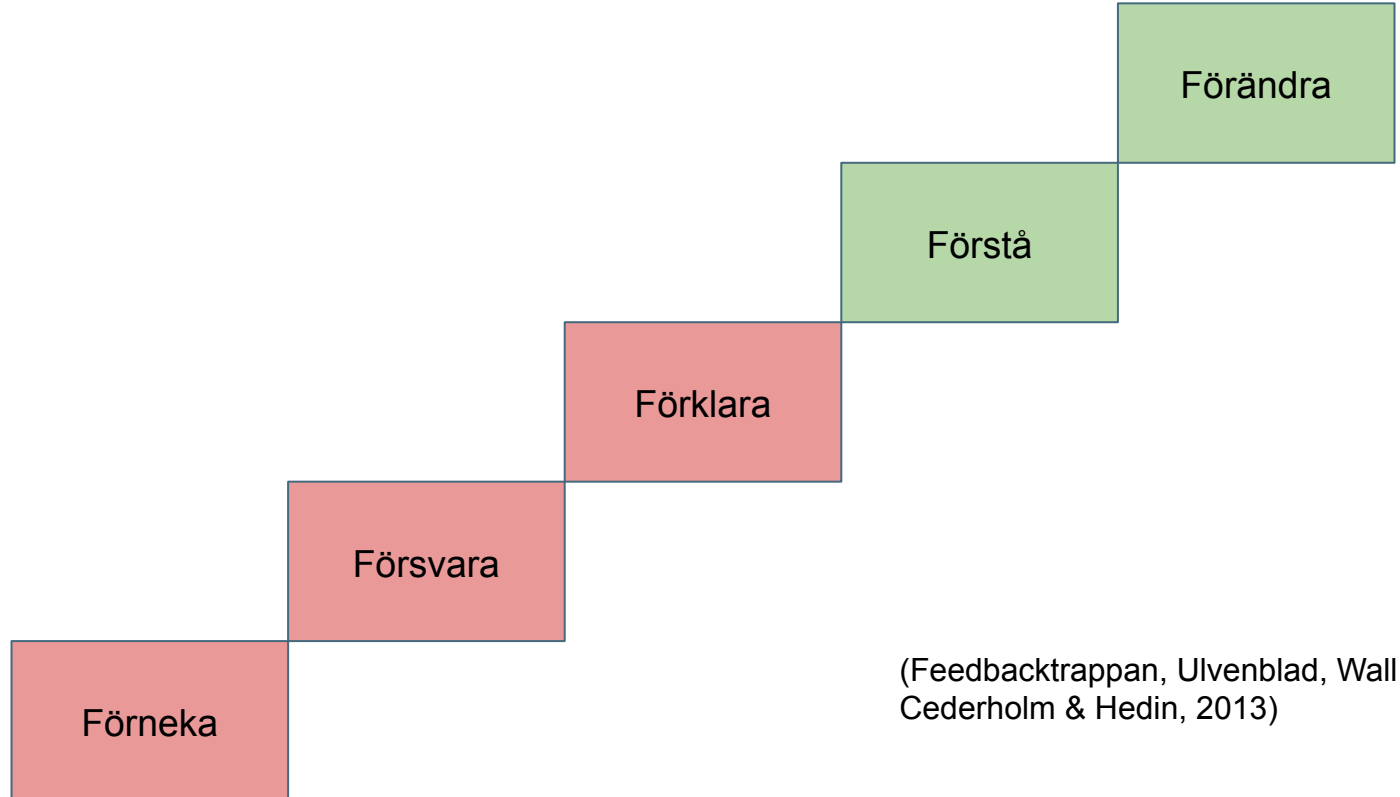 Förändra
Förstå
Förklara
Försvara
Förneka
(Feedbacktrappan, Ulvenblad, Wall
Cederholm & Hedin, 2013)